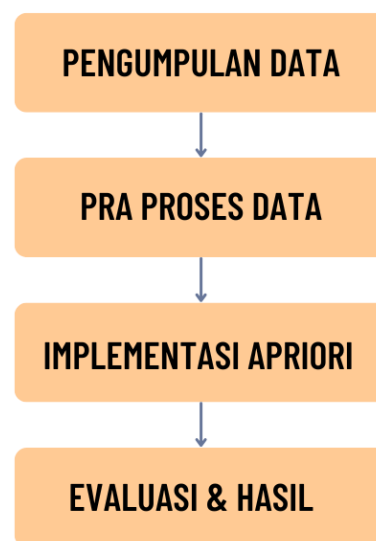 PENGUMPULAN DATA
PRA PROSES DATA
IMPLEMENTASI APRIORI
EVALUASI & HASIL